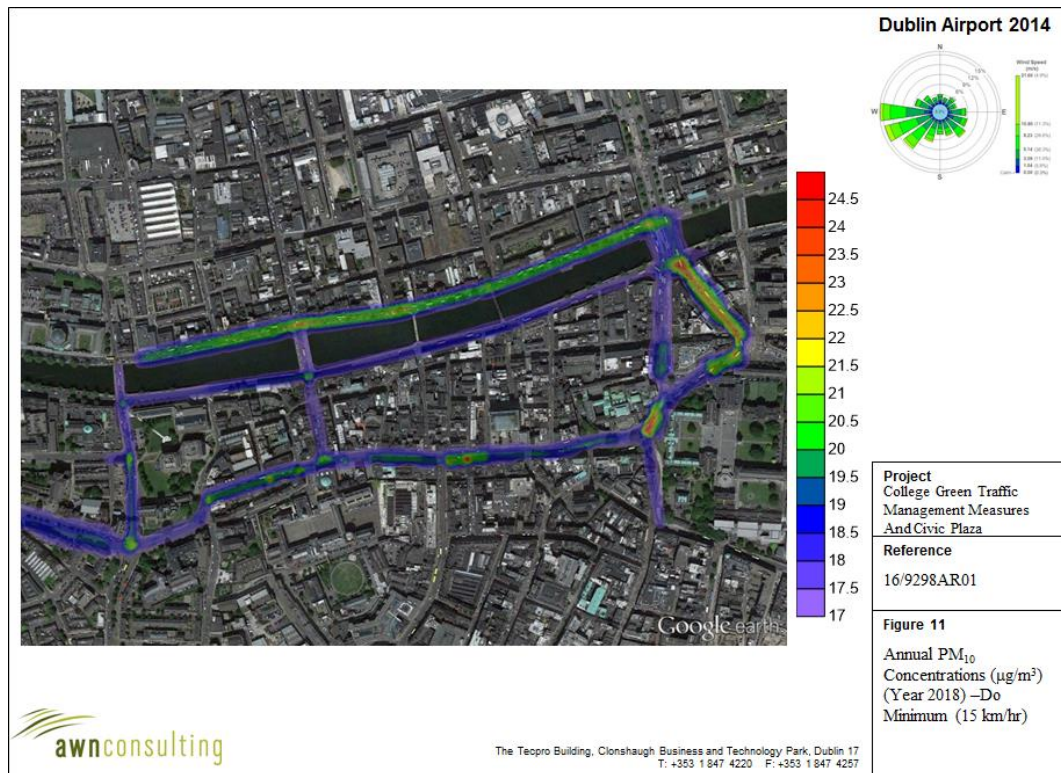 Dublin Airport 2014
N
W
E
S
Wind Speed
(m/s)
24.5
24
23.5
23
22.5
22
21.5
21
20.5
20
19.5
19
18.5
18
17.5
17
Google earth
Project
College Green Traffic
Management Measures
And Civic Plaza
Reference
16/9298AR01
Figure 11
Annual PM₁₀
Concentrations (µg/m³)
(Year 2018) –Do
Minimum (15 km/hr)
awnconsulting
The Tecpro Building, Clonshaugh Business and Technology Park, Dublin 17
T: +353 1 847 4220 F: +353 1 847 4257